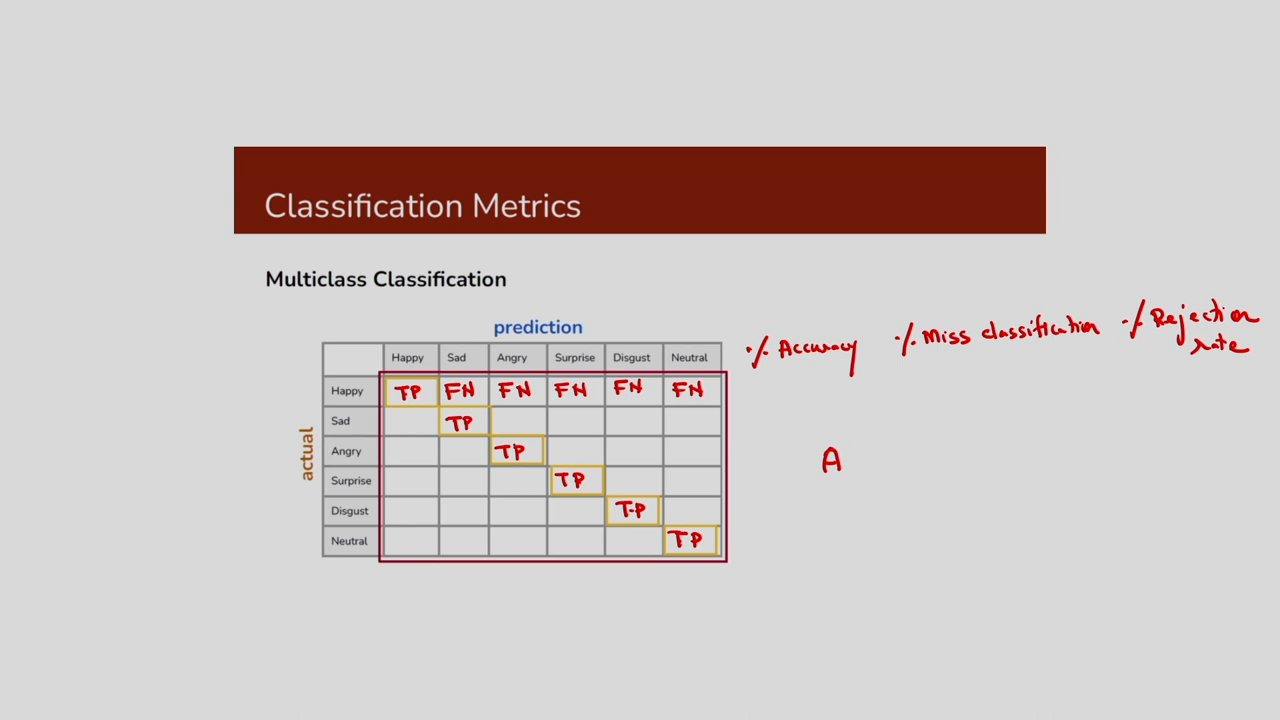 Classification Metrics
Multiclass Classification
prediction
Happy Sad Angry Surprise Disgust Neutral
Happy TP FN FN FN FN FN
Sad TP
Angry TP
Surprise TP
Disgust TP
Neutral TP
actual
% Accuracy % Miss classification % Rejection
rate
A